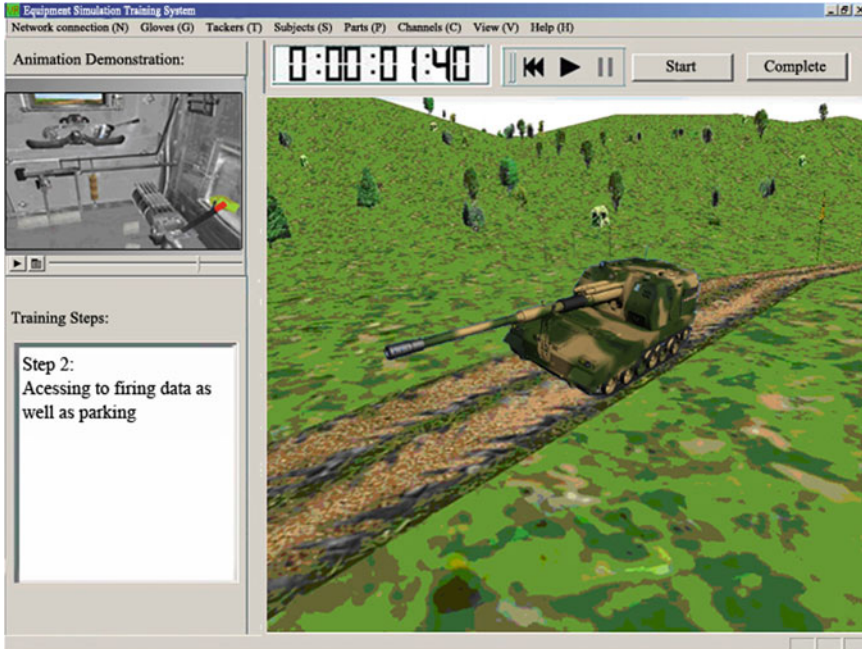 Equipment Simulation Training System
Network connection (N) Gloves (G) Tackers (T) Subjects (S) Parts (P) Channels (C) View (V) Help (H)
Animation Demonstration:
0:00:01:40
Start
Complete
Training Steps:
Step 2:
Acessing to firing data as
well as parking